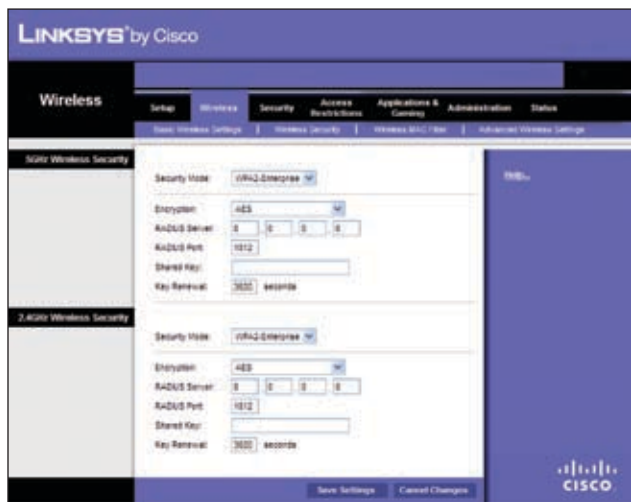 LINKSYS® by Cisco
Wireless
Setup Wireless Security Access Restrictions Applications & Gaming Administration Status
Basic Wireless Settings | Wireless Security | Wireless MAC Filter | Advanced Wireless Settings
5GHz Wireless Security
Help...
Security Mode: WPA2-Enterprise
Encryption: AES
RADIUS Server: 0 . 0 . 0 . 0
RADIUS Port: 1812
Shared Key:
Key Renewal: 3600 seconds
2.4GHz Wireless Security
Security Mode: WPA2-Enterprise
Encryption: AES
RADIUS Server: 0 . 0 . 0 . 0
RADIUS Port: 1812
Shared Key:
Key Renewal: 3600 seconds
Save Settings Cancel Changes
CISCO